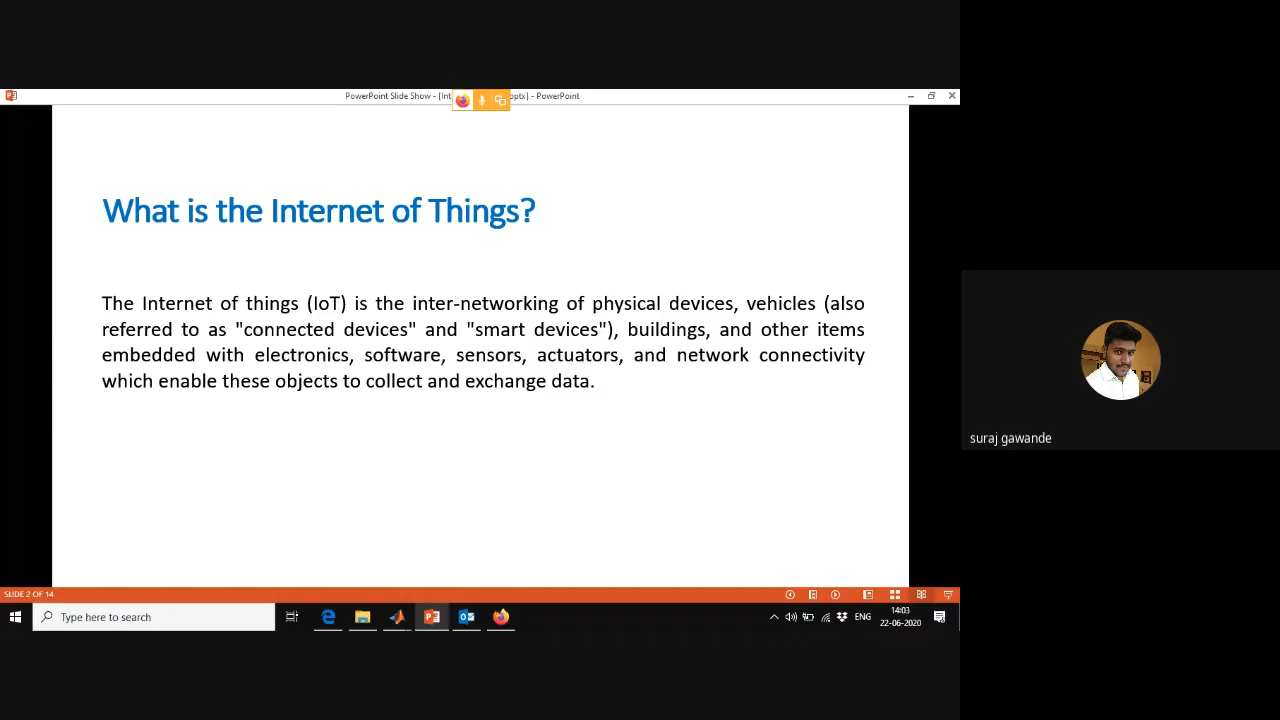 PowerPoint Slide Show - [Int pptx] - PowerPoint
What is the Internet of Things?
The Internet of things (IoT) is the inter-networking of physical devices, vehicles (also
referred to as "connected devices" and "smart devices"), buildings, and other items
embedded with electronics, software, sensors, actuators, and network connectivity
which enable these objects to collect and exchange data.
suraj gawande
SLIDE 2 OF 14
Type here to search
ENG
14:03
22-06-2020